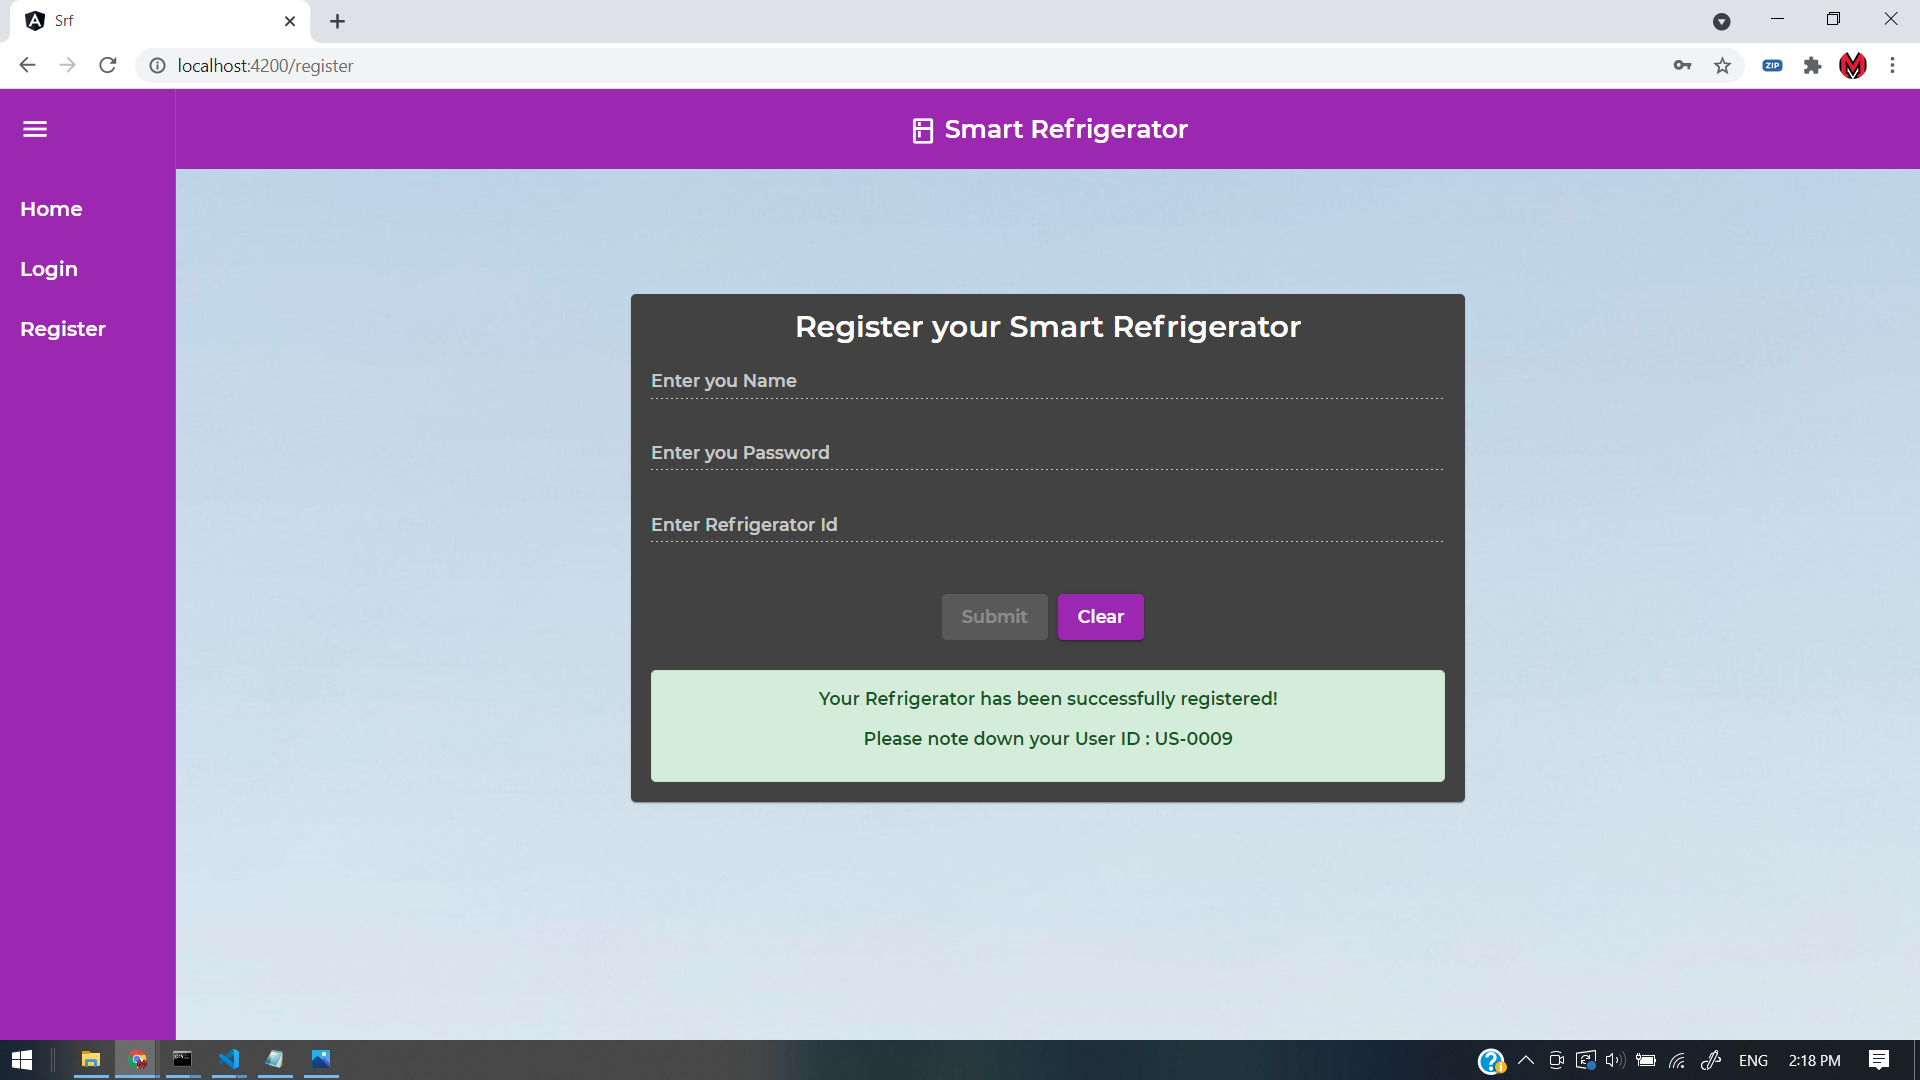 Srf
localhost:4200/register
ZIP
Smart Refrigerator
Home
Login
Register
Register your Smart Refrigerator
Enter you Name
Enter you Password
Enter Refrigerator Id
Submit
Clear
Your Refrigerator has been successfully registered!
Please note down your User ID : US-0009
ENG
2:18 PM